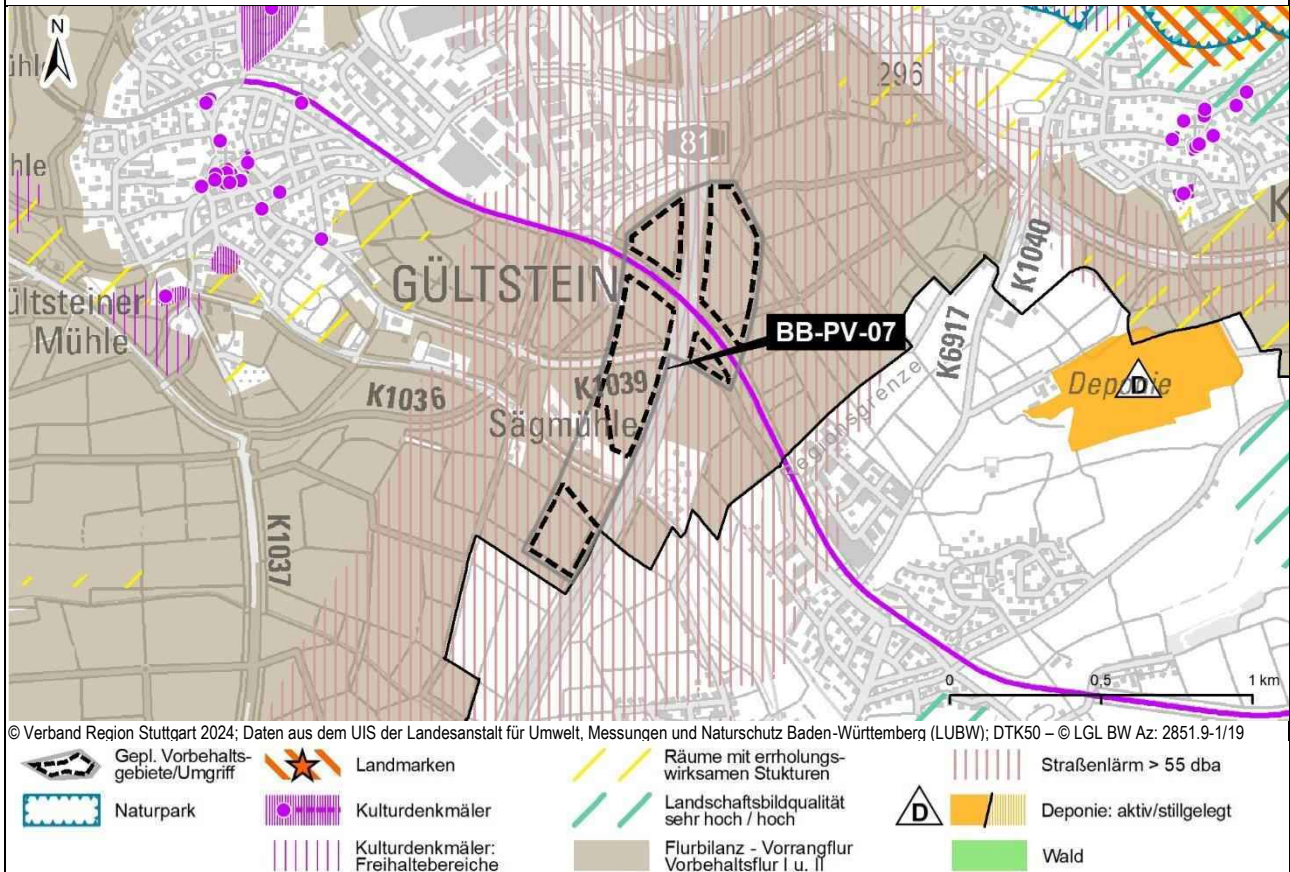 N
296
81
GÜLTSTEIN
ültsteiner
Mühle
BB-PV-07
K1036
K1039
Sägmühle
K1037
K6917
K1040
Deponie
D
Regionsgrenze
0 0,5 1 km
© Verband Region Stuttgart 2024; Daten aus dem UIS der Landesanstalt für Umwelt, Messungen und Naturschutz Baden-Württemberg (LUBW); DTK50 – © LGL BW Az: 2851.9-1/19
Gepl. Vorbehalts-
gebiete/Umgriff
Landmarken
Räume mit errholungs-
wirksamen Stukturen
Straßenlärm > 55 dba
Naturpark
Kulturdenkmäler
Landschaftsbildqualität
sehr hoch / hoch
D
Deponie: aktiv/stillgelegt
Kulturdenkmäler:
Freihaltebereiche
Flurbilanz - Vorrangflur
Vorbehaltsflur I u. II
Wald